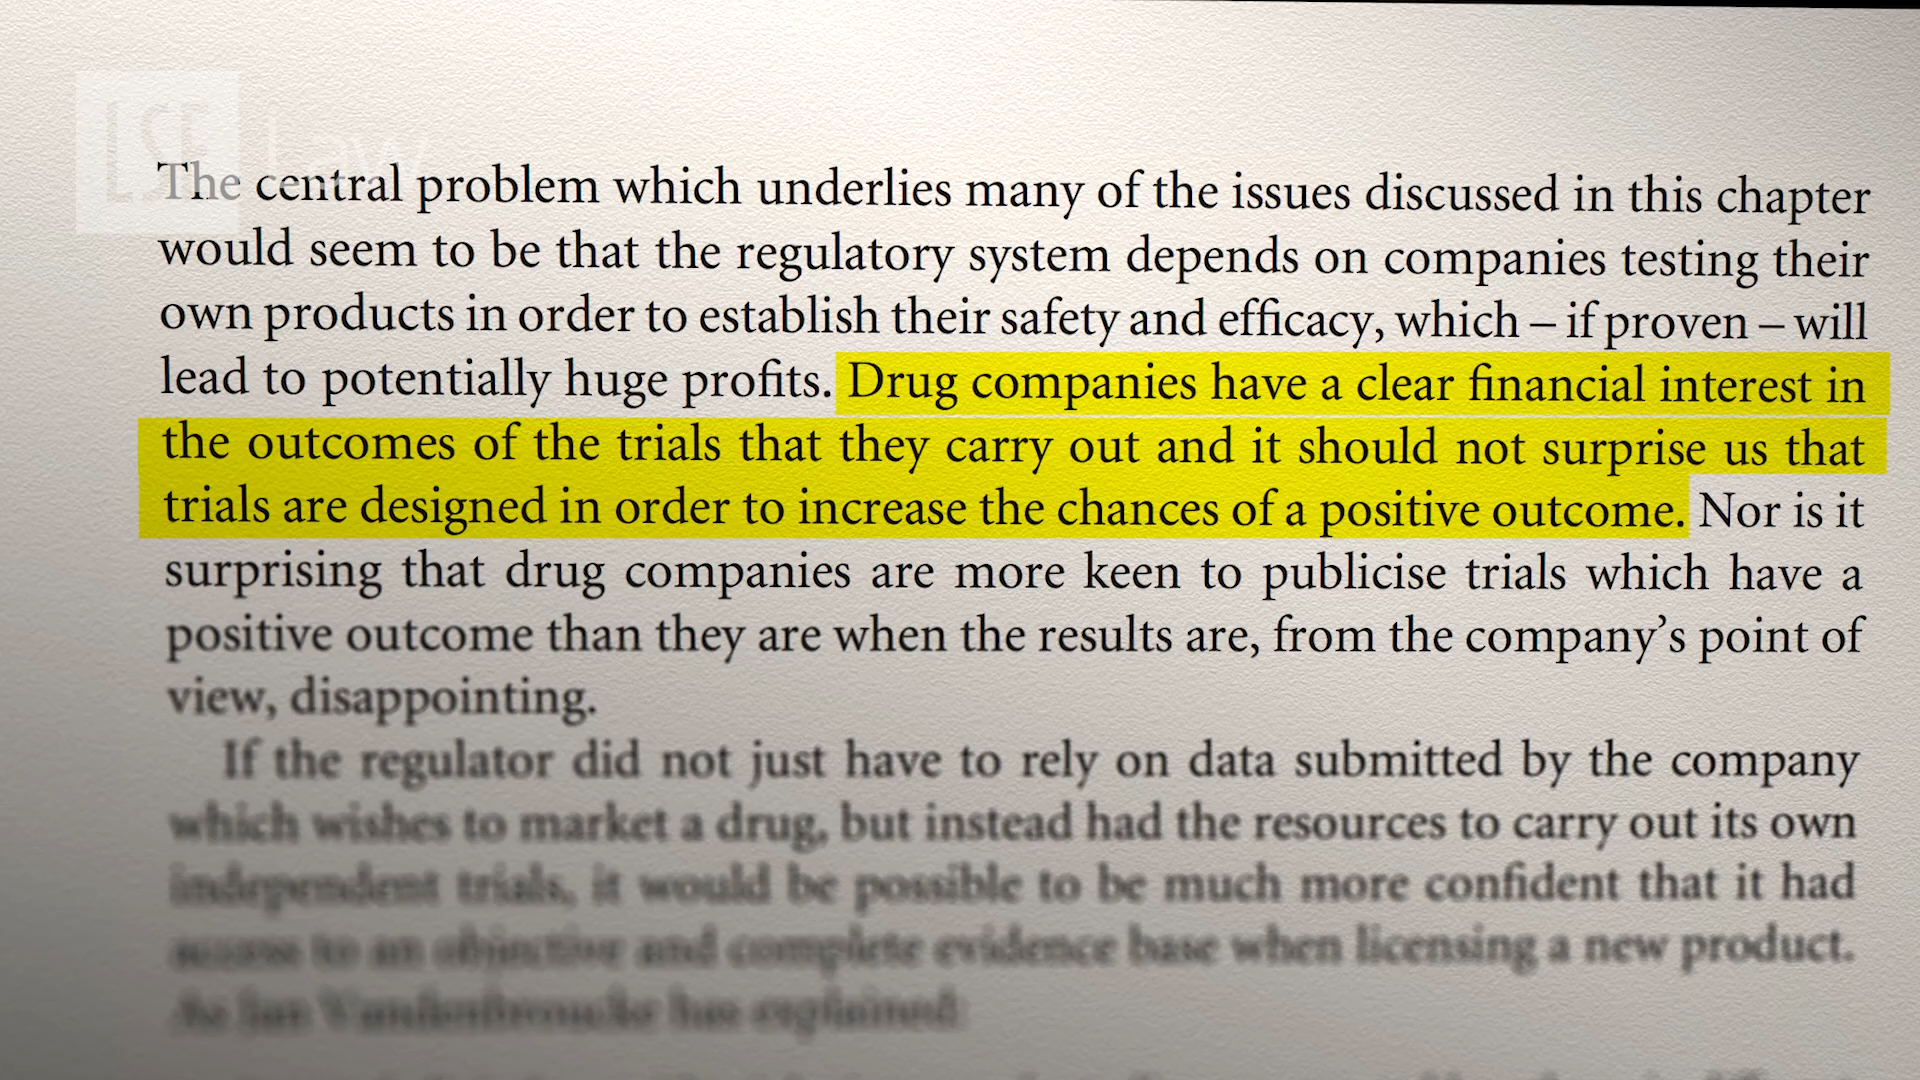 LSE Law
The central problem which underlies many of the issues discussed in this chapter
would seem to be that the regulatory system depends on companies testing their
own products in order to establish their safety and efficacy, which – if proven – will
lead to potentially huge profits. Drug companies have a clear financial interest in
the outcomes of the trials that they carry out and it should not surprise us that
trials are designed in order to increase the chances of a positive outcome. Nor is it
surprising that drug companies are more keen to publicise trials which have a
positive outcome than they are when the results are, from the company’s point of
view, disappointing.
If the regulator did not just have to rely on data submitted by the company
which wishes to market a drug, but instead had the resources to carry out its own
independent trials, it would be possible to be much more confident that it had
access to an objective and complete evidence base when licensing a new product.
As Jan Vandenbroucke has explained